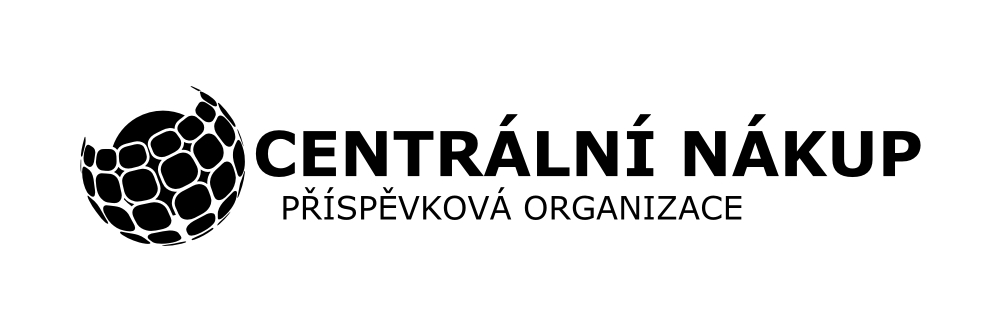 CENTRÁLNÍ NÁKUP
PŘÍSPĚVKOVÁ ORGANIZACE